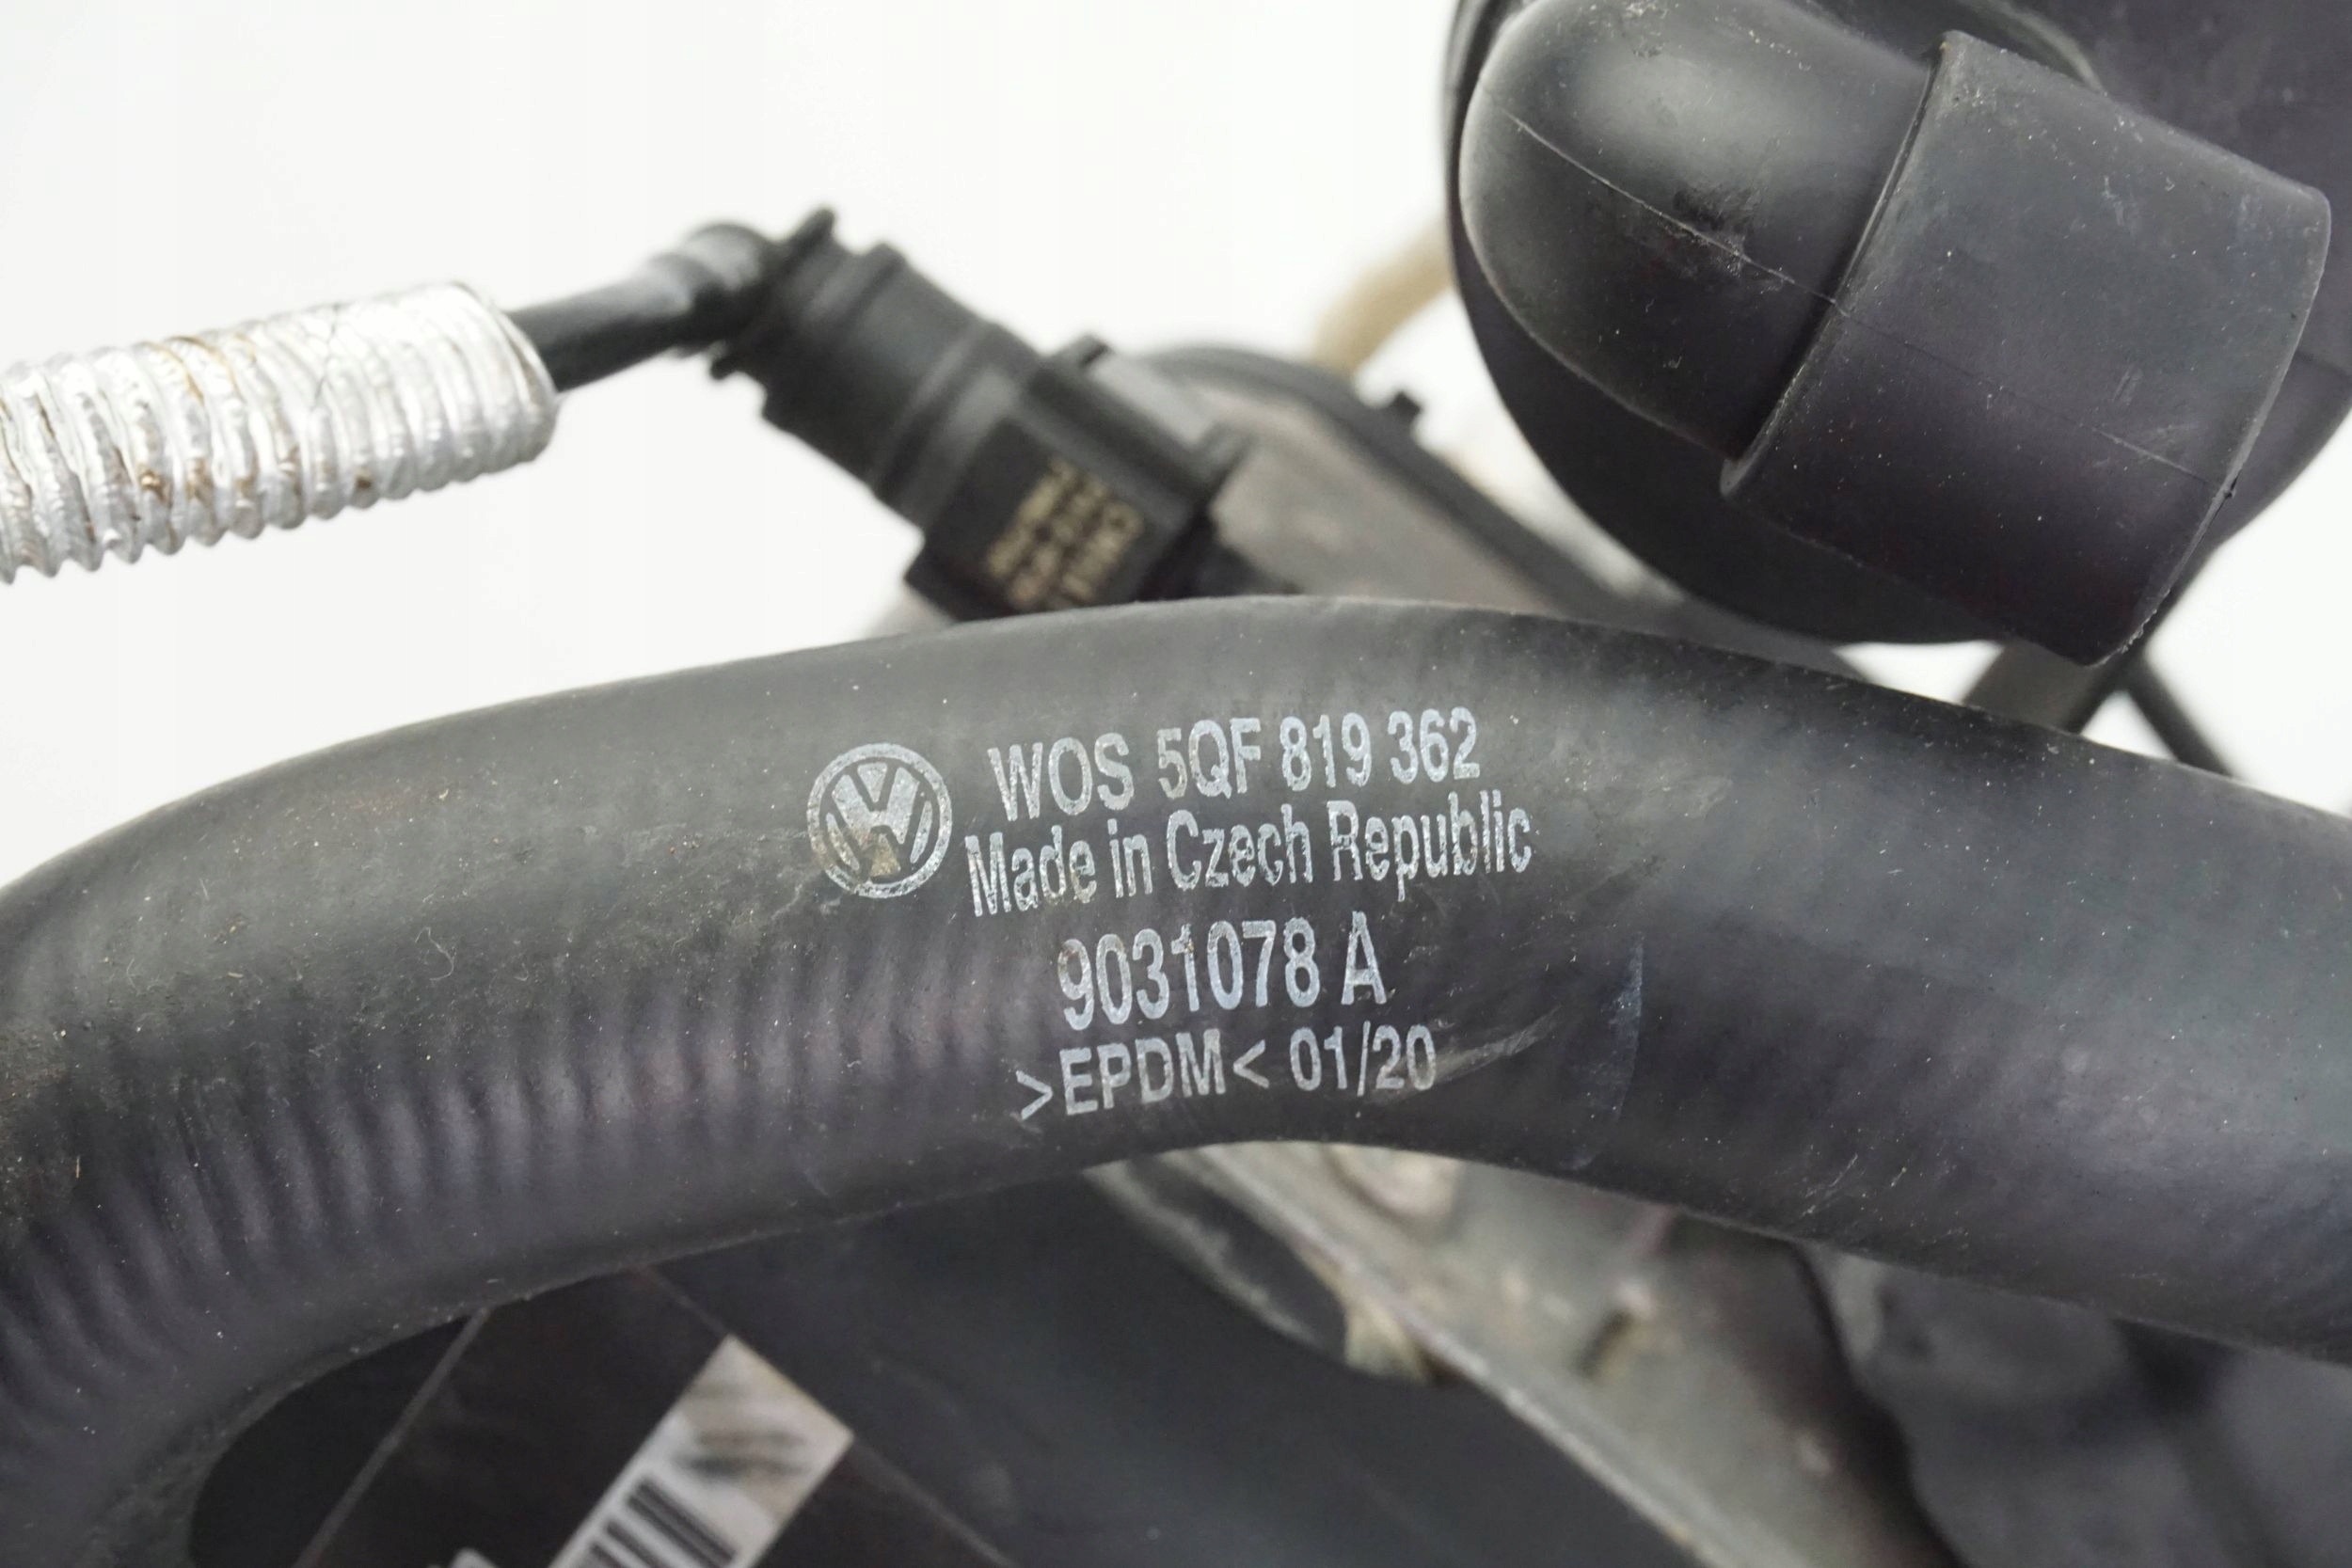 WOS 5QF 819 362
Made in Czech Republic
9031078 A
>EPDM< 01/20